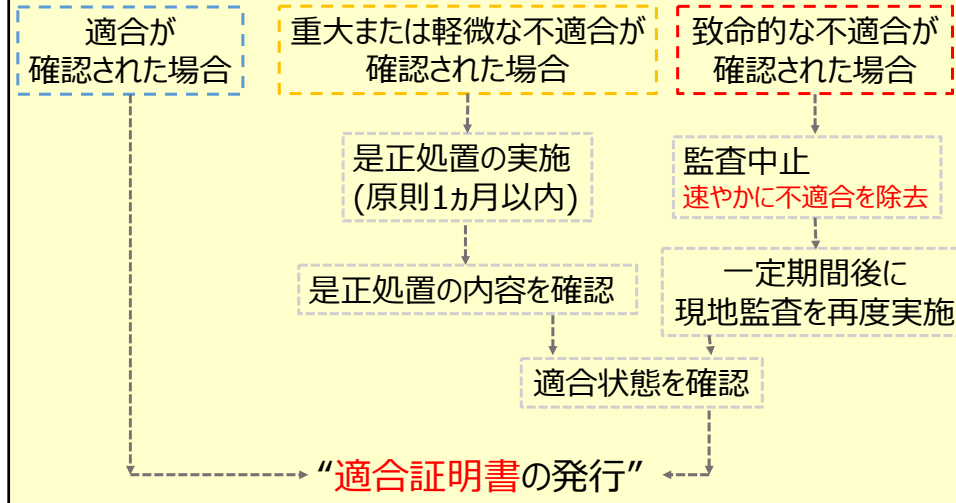 適合が
確認された場合
重大または軽微な不適合が
確認された場合
致命的な不適合が
確認された場合
是正処置の実施
(原則1ヵ月以内)
監査中止
速やかに不適合を除去
是正処置の内容を確認
一定期間後に
現地監査を再度実施
適合状態を確認
“適合証明書の発行”